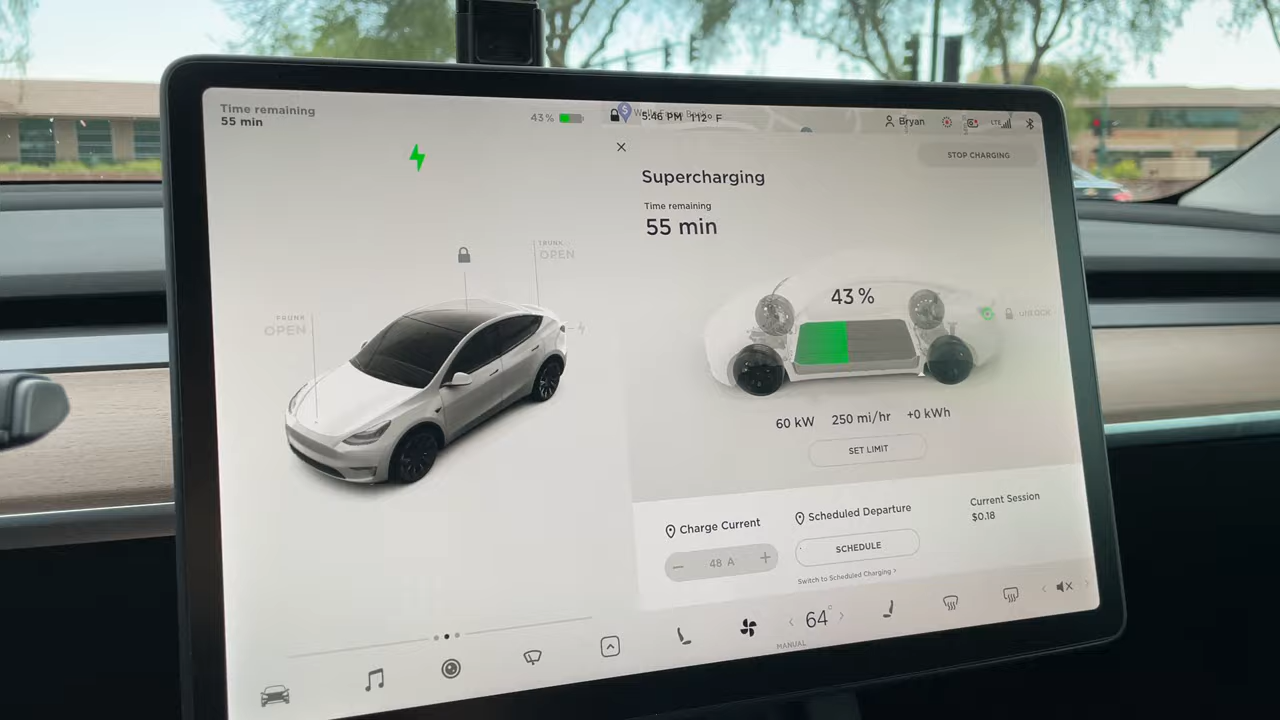 Time remaining
55 min
43%
5:46 PM 112° F
Bryan
LTE
STOP CHARGING
Supercharging
Time remaining
55 min
TRUNK
OPEN
FRUNK
OPEN
43 %
UNLOCK
60 kW 250 mi/hr +0 kWh
SET LIMIT
Charge Current
48 A
Scheduled Departure
SCHEDULE
Switch to Scheduled Charging >
Current Session
$0.18
64°
MANUAL